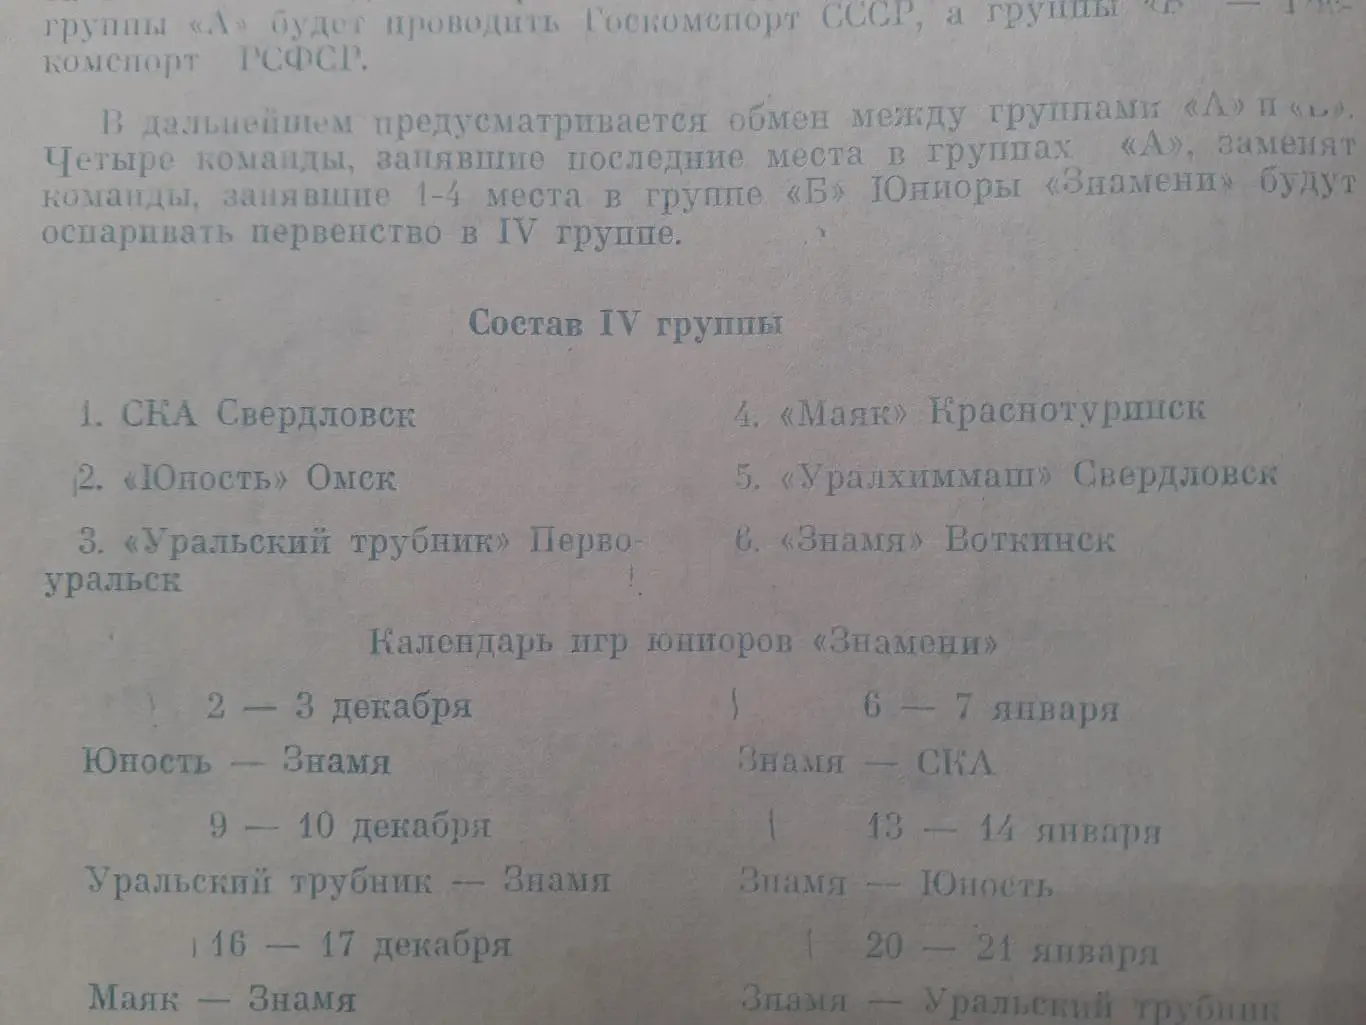 группы «А» будет проводить Госкомспорт СССР, а группы
комспорт РСФСР.
В дальнейшем предусматривается обмен между группами «А» и «Б».
Четыре команды, занявшие последние места в группах «А», заменят
команды, занявшие 1-4 места в группе «Б» Юниоры «Знамени» будут
оспаривать первенство в IV группе.
Состав IV группы
1. СКА Свердловск
2. «Юность» Омск
3. «Уральский трубник» Перво-
уральск
4. «Маяк» Краснотуринск
5. «Уралхиммаш» Свердловск
6. «Знамя» Воткинск
Календарь игр юниоров «Знамени»
2 — 3 декабря
Юность — Знамя
9 — 10 декабря
Уральский трубник — Знамя
16 — 17 декабря
Маяк — Знамя
6 — 7 января
Знамя — СКА
13 — 14 января
Знамя — Юность
20 — 21 января
Знамя — Уральский трубник